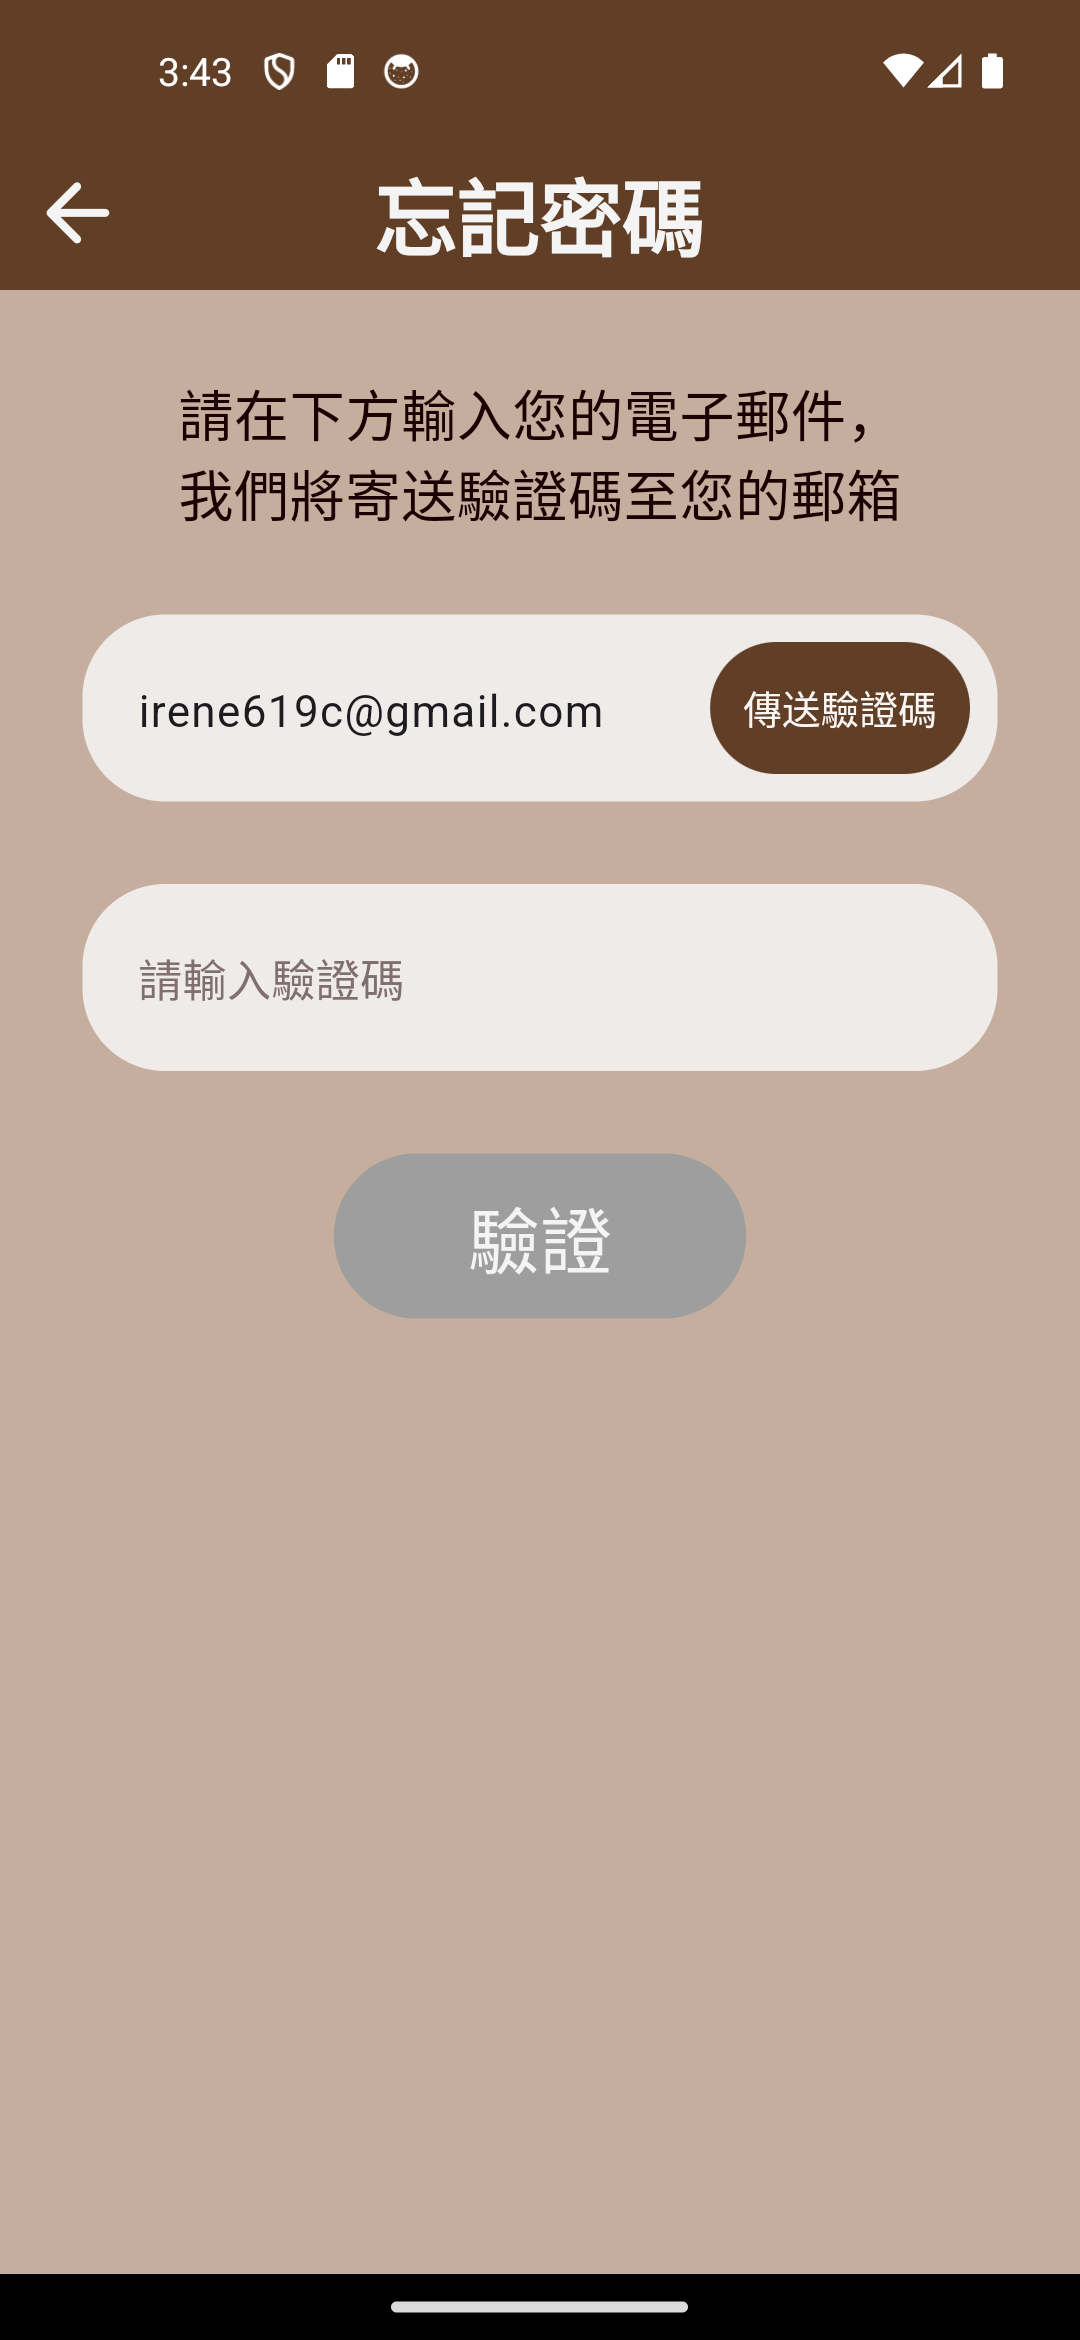 3:43
忘記密碼
請在下方輸入您的電子郵件，
我們將寄送驗證碼至您的郵箱
irene619c@gmail.com
傳送驗證碼
請輸入驗證碼
驗證